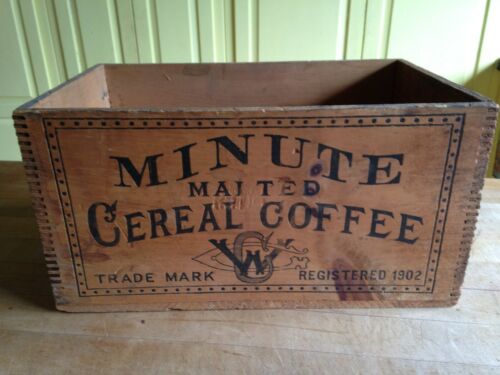 MINUTE
MALTED
CEREAL COFFEE
TRADE MARK REGISTERED 1902